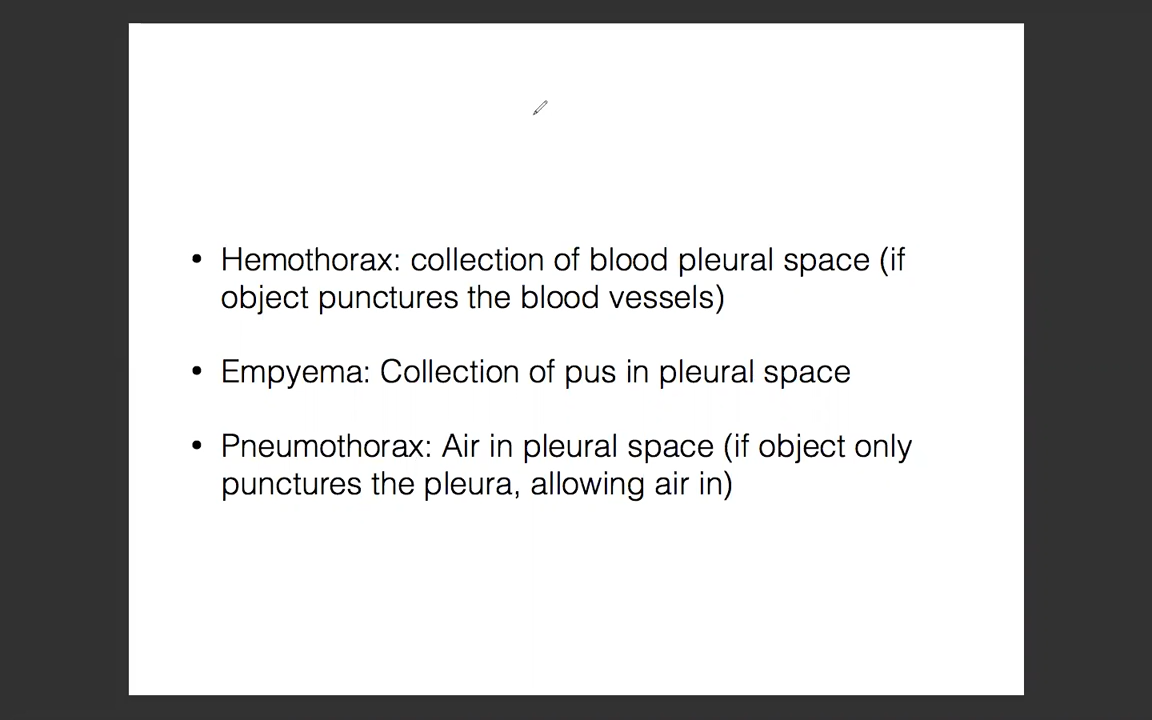 • Hemothorax: collection of blood pleural space (if
object punctures the blood vessels)
• Empyema: Collection of pus in pleural space
• Pneumothorax: Air in pleural space (if object only
punctures the pleura, allowing air in)